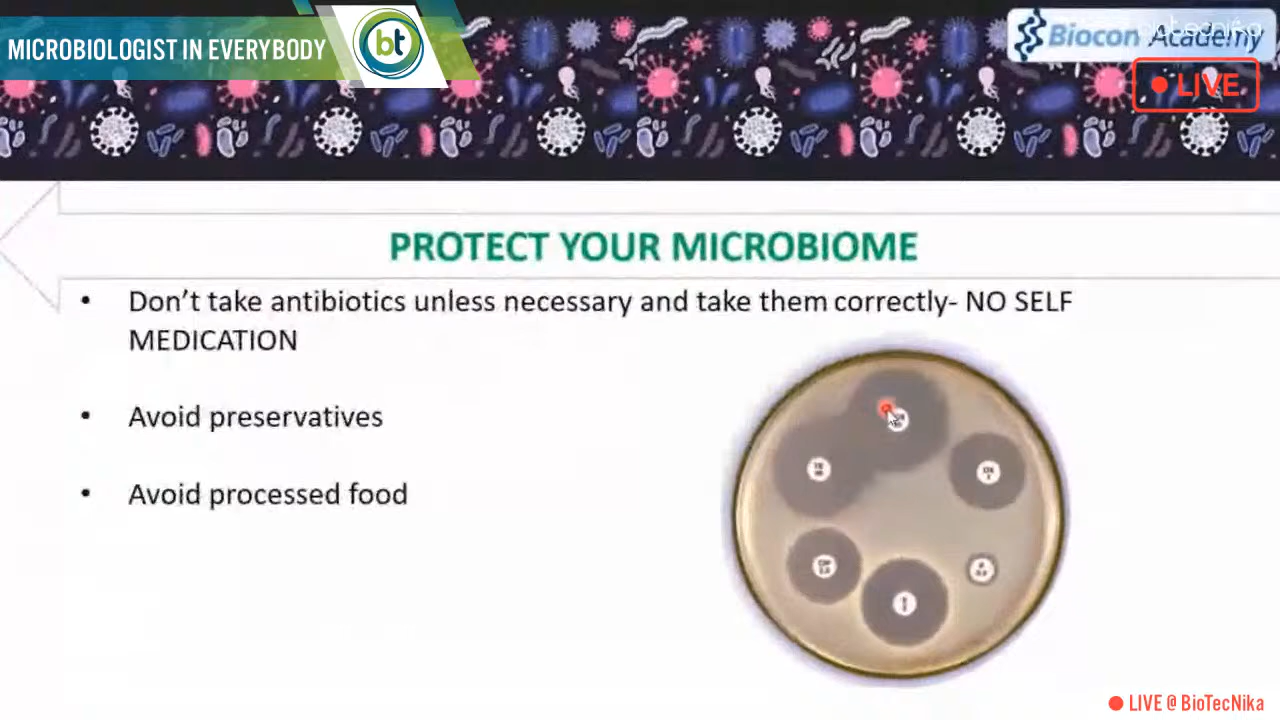 MICROBIOLOGIST IN EVERYBODY
bt
Biocon Academy
LIVE
PROTECT YOUR MICROBIOME
• Don’t take antibiotics unless necessary and take them correctly- NO SELF
MEDICATION
• Avoid preservatives
• Avoid processed food
LIVE @ BioTecNika